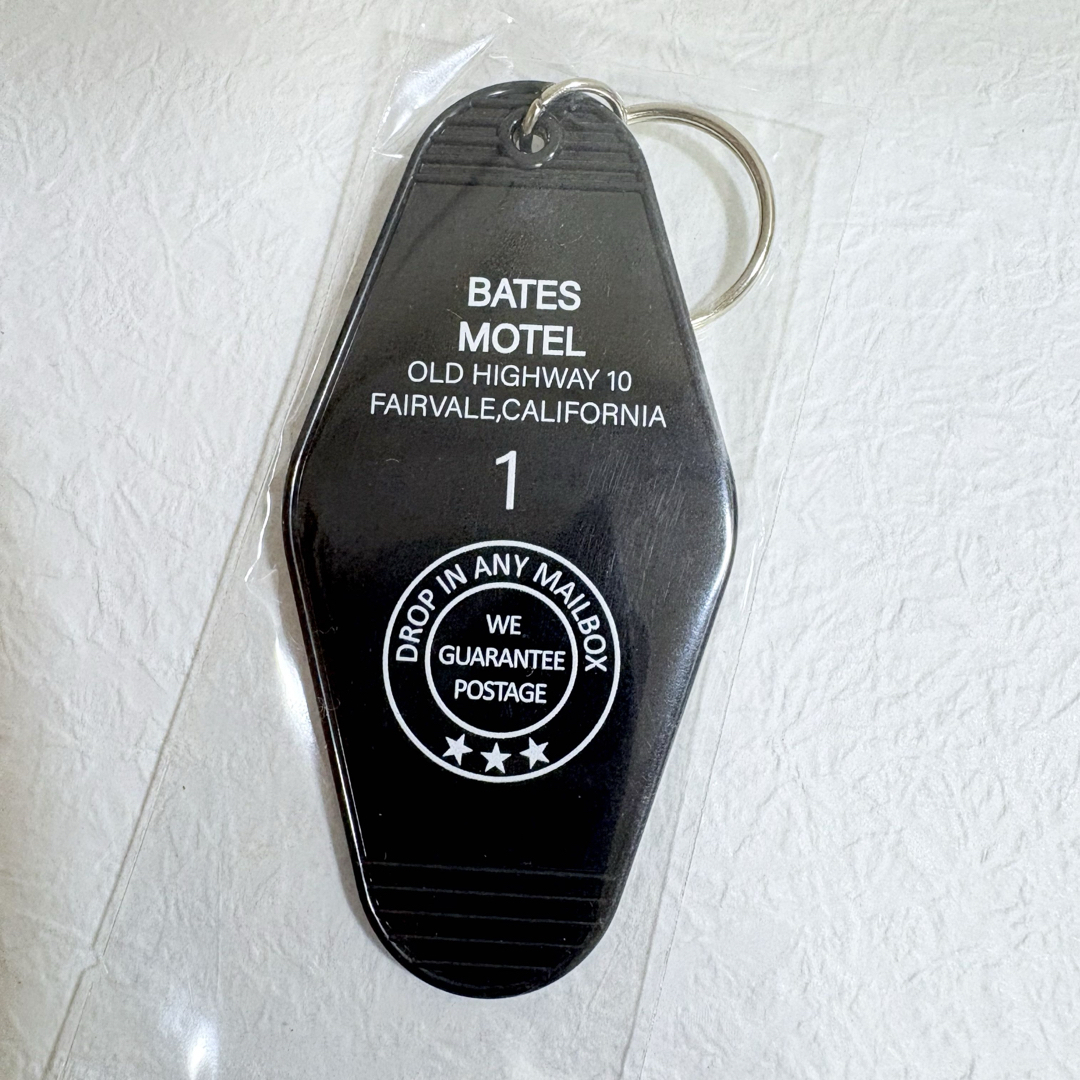 BATES
MOTEL
OLD HIGHWAY 10
FAIRVALE,CALIFORNIA
1
DROP IN ANY MAILBOX
WE
GUARANTEE
POSTAGE